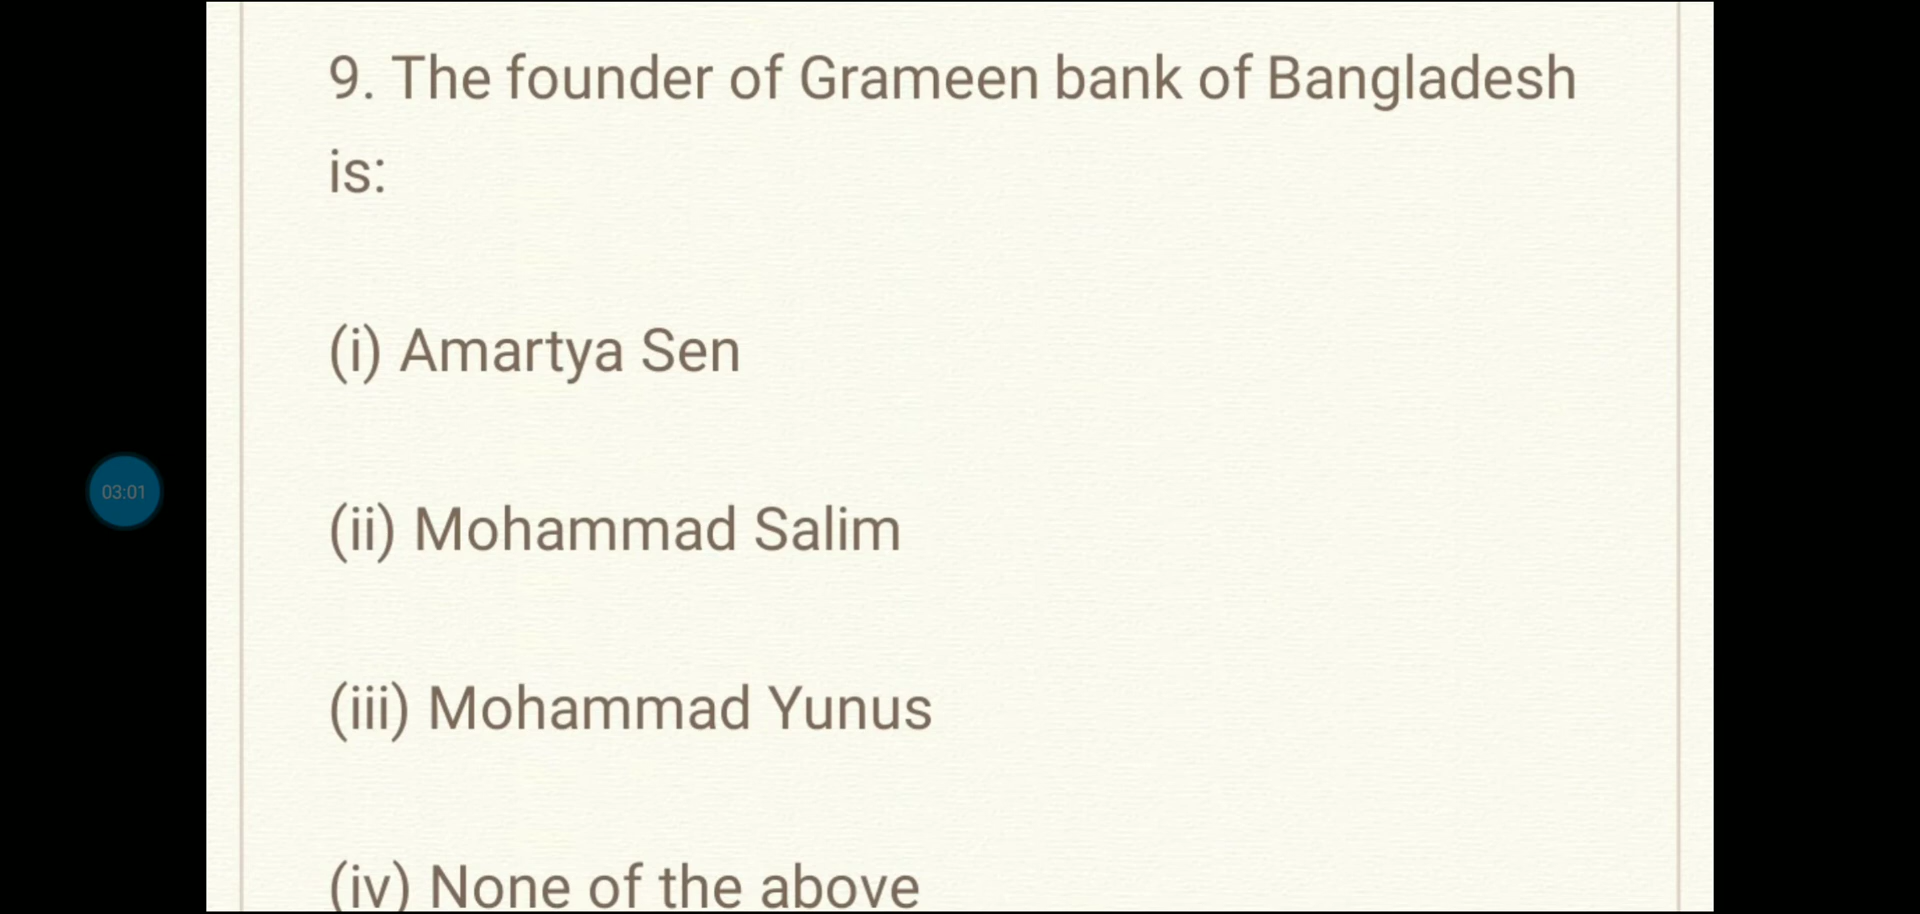 9. The founder of Grameen bank of Bangladesh
is:
(i) Amartya Sen
(ii) Mohammad Salim
03:01
(iii) Mohammad Yunus
(iv) None of the above